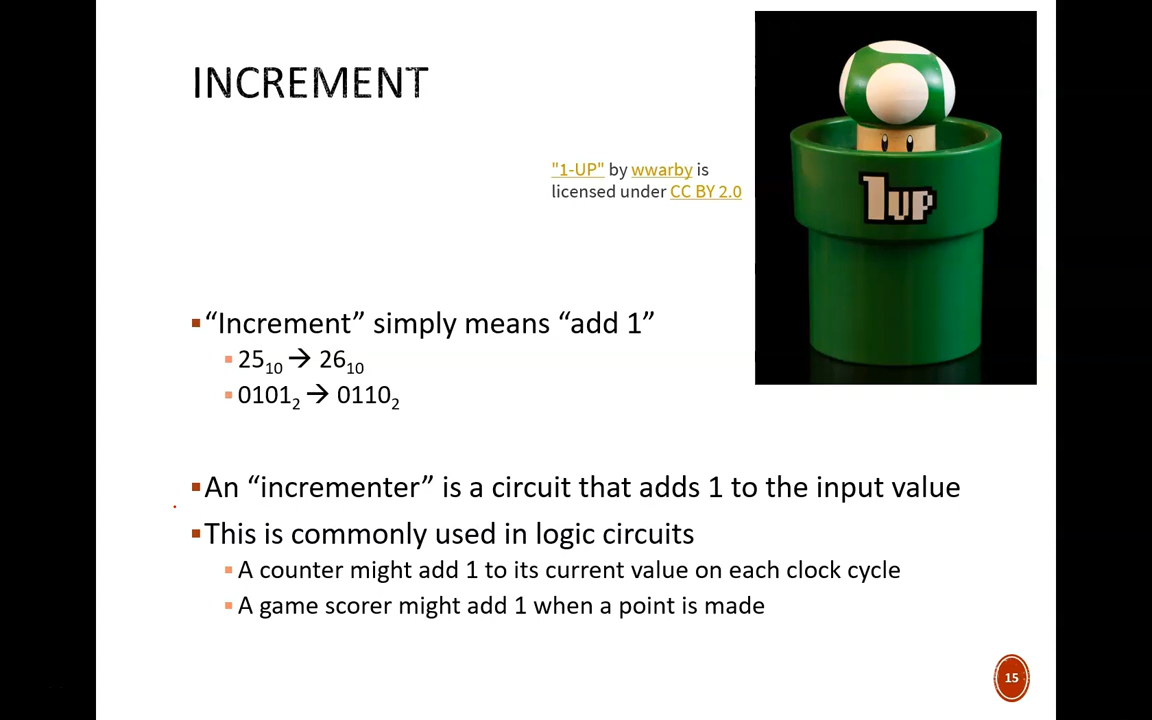 INCREMENT
"1-UP" by wwarby is
licensed under CC BY 2.0
1UP
▪“Increment” simply means “add 1”
▪25₁₀ → 26₁₀
▪0101₂ → 0110₂
▪An “incrementer” is a circuit that adds 1 to the input value
▪This is commonly used in logic circuits
▪A counter might add 1 to its current value on each clock cycle
▪A game scorer might add 1 when a point is made
15